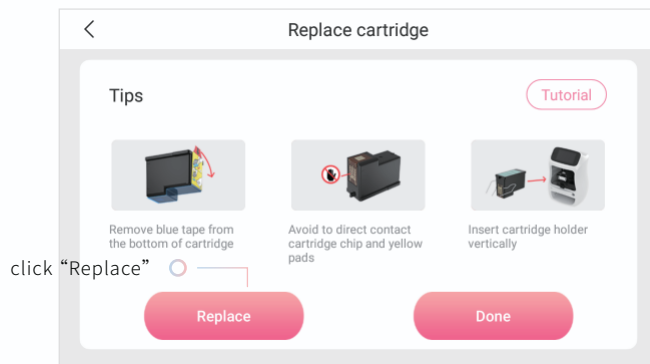 Replace cartridge
Tips
Tutorial
Remove blue tape from
the bottom of cartridge
Avoid to direct contact
cartridge chip and yellow
pads
Insert cartridge holder
vertically
click “Replace”
Replace
Done